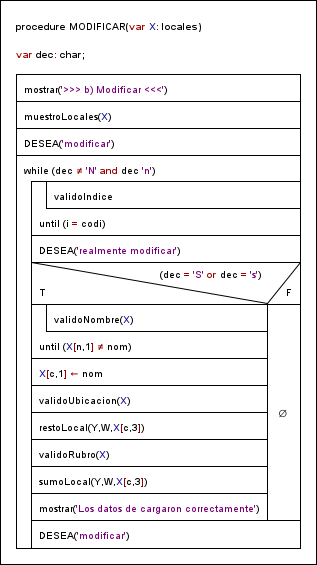 procedure MODIFICAR(var X: locales)
var dec: char;
mostrar('>>> b) Modificar <<<')
muestroLocales(X)
DESEA('modificar')
while (dec ≠ 'N' and dec 'n')
validoIndice
until (i = codi)
DESEA('realmente modificar')
(dec = 'S' or dec = 's')
T F
validoNombre(X)
until (X[n,1] ≠ nom)
X[c,1] ← nom
validoUbicacion(X)
restoLocal(Y,W,X[c,3])
∅
validoRubro(X)
sumoLocal(Y,W,X[c,3])
mostrar('Los datos de cargaron correctamente')
DESEA('modificar')